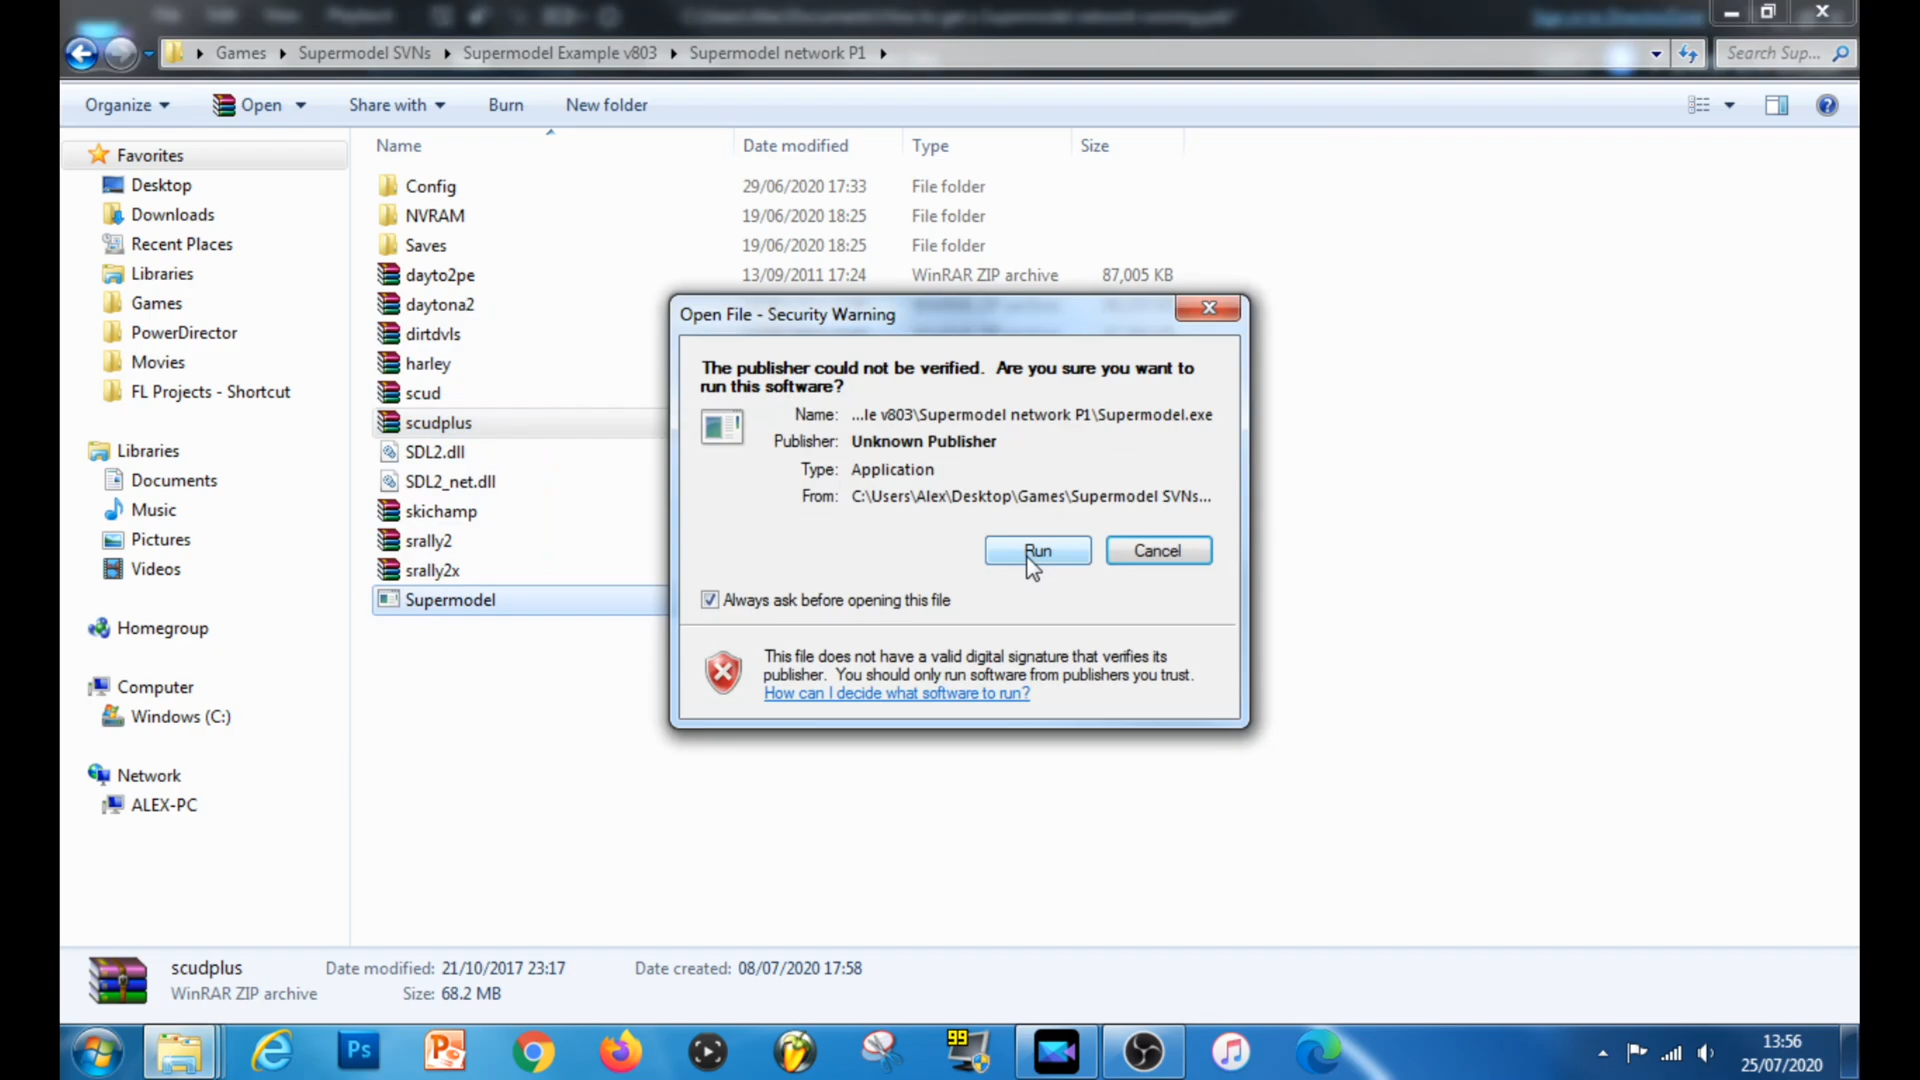 Games ▸ Supermodel SVNs ▸ Supermodel Example v803 ▸ Supermodel network P1 ▸
Search Sup...
Organize
Open
Share with
Burn
New folder
Name
Date modified
Type
Size
Favorites
Desktop
Downloads
Recent Places
Libraries
Games
PowerDirector
Movies
FL Projects - Shortcut
Libraries
Documents
Music
Pictures
Videos
Homegroup
Computer
Windows (C:)
Network
ALEX-PC
Config 29/06/2020 17:33 File folder
NVRAM 19/06/2020 18:25 File folder
Saves 19/06/2020 18:25 File folder
dayto2pe 13/09/2011 17:24 WinRAR ZIP archive 87,005 KB
daytona2
dirtdvls
harley
scud
scudplus
SDL2.dll
SDL2_net.dll
skichamp
srally2
srally2x
Supermodel
Open File - Security Warning
The publisher could not be verified. Are you sure you want to
run this software?
Name: ...le v803\Supermodel network P1\Supermodel.exe
Publisher: Unknown Publisher
Type: Application
From: C:\Users\Alex\Desktop\Games\Supermodel SVNs...
Run
Cancel
Always ask before opening this file
This file does not have a valid digital signature that verifies its
publisher. You should only run software from publishers you trust.
How can I decide what software to run?
scudplus Date modified: 21/10/2017 23:17 Date created: 08/07/2020 17:58
WinRAR ZIP archive Size: 68.2 MB
Ps
99
13:56
25/07/2020